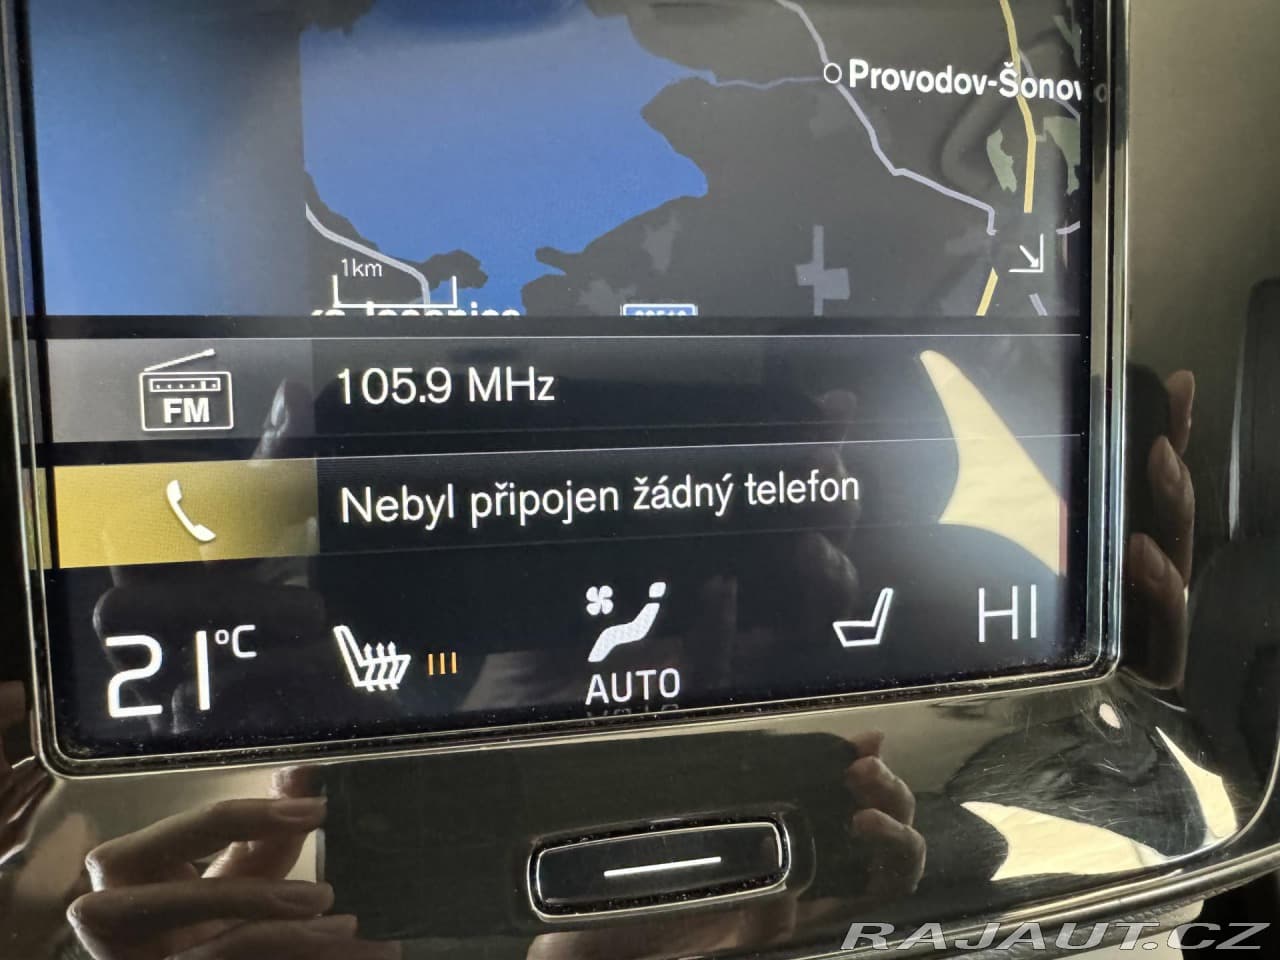 Provodov-Šonov
1km
FM
105.9 MHz
Nebyl připojen žádný telefon
21°C
AUTO
HI
RAJAUT.CZ